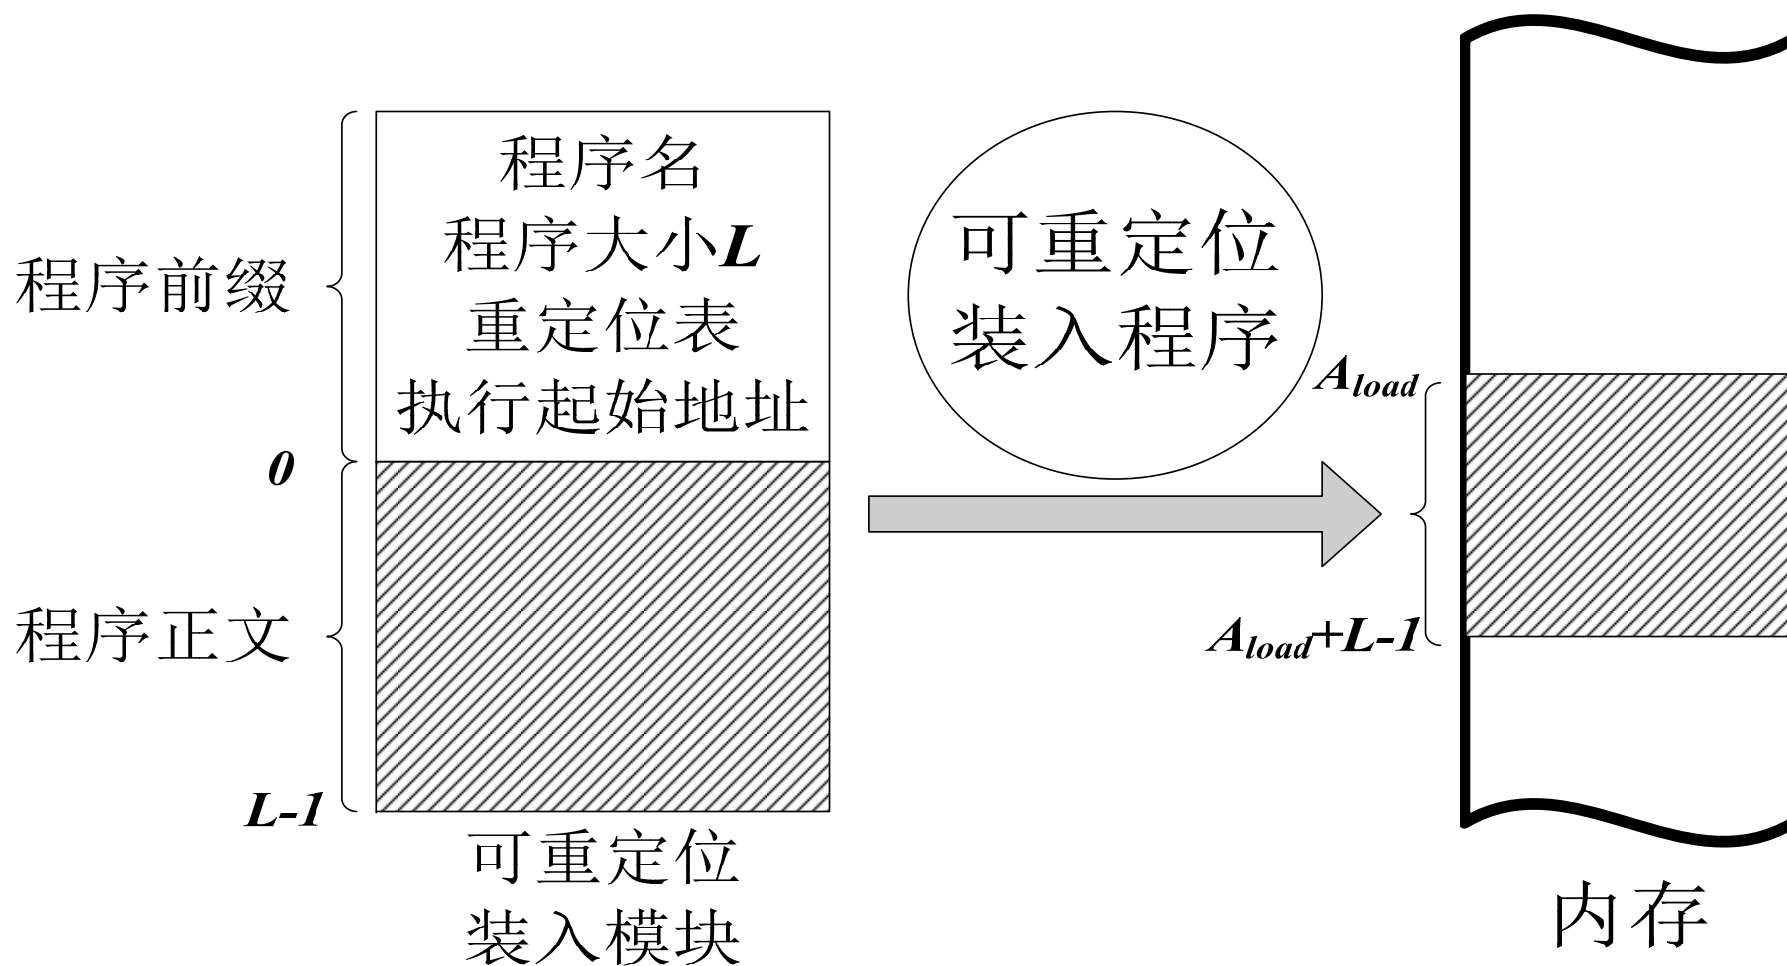 程序名
程序大小L
重定位表
执行起始地址
程序前缀
0
程序正文
L-1
可重定位
装入模块
可重定位
装入程序
Aload
Aload+L-1
内存